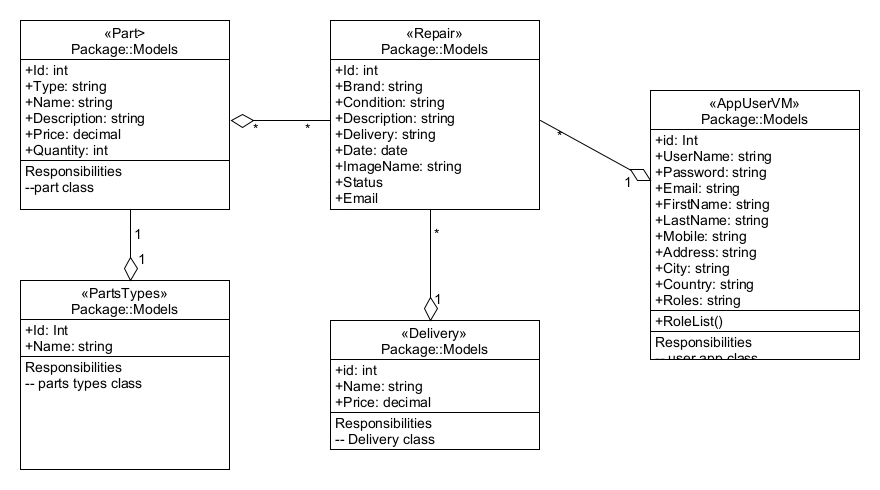 «Part>
Package::Models
+Id: int
+Type: string
+Name: string
+Description: string
+Price: decimal
+Quantity: int
Responsibilities
--part class
«Repair»
Package::Models
+Id: int
+Brand: string
+Condition: string
+Description: string
+Delivery: string
+Date: date
+ImageName: string
+Status
+Email
«AppUserVM»
Package::Models
+id: Int
+UserName: string
+Password: string
+Email: string
+FirstName: string
+LastName: string
+Mobile: string
+Address: string
+City: string
+Country: string
+Roles: string
+RoleList()
Responsibilities
-- user app class
* *
*
1
1
1
*
1
«PartsTypes»
Package::Models
+Id: Int
+Name: string
Responsibilities
-- parts types class
«Delivery»
Package::Models
+id: int
+Name: string
+Price: decimal
Responsibilities
-- Delivery class